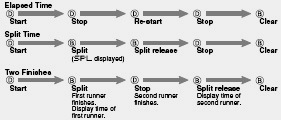 Elapsed Time
D D D D B
Start Stop Re-start Stop Clear
Split Time
D B B D B
Start Split Split release Stop Clear
(SPL displayed)
Two Finishes
D B D B B
Start Split Stop Split release Clear
First runner Second runner Display time of
finishes. finishes. second runner.
Display time of
first runner.